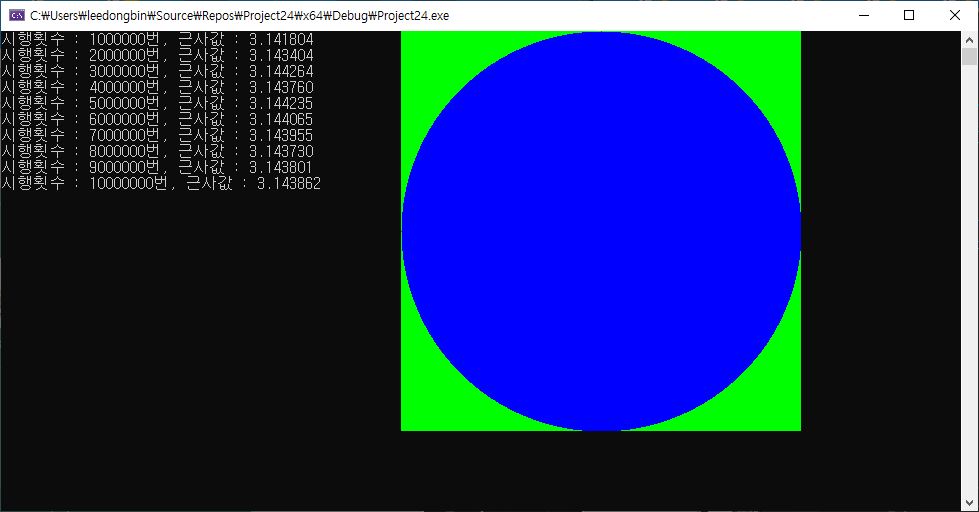 C:\Users\leedongbin\Source\Repos\Project24\x64\Debug\Project24.exe
시행횟수 : 1000000번, 근사값 : 3.141804
시행횟수 : 2000000번, 근사값 : 3.143404
시행횟수 : 3000000번, 근사값 : 3.144264
시행횟수 : 4000000번, 근사값 : 3.143760
시행횟수 : 5000000번, 근사값 : 3.144235
시행횟수 : 6000000번, 근사값 : 3.144065
시행횟수 : 7000000번, 근사값 : 3.143955
시행횟수 : 8000000번, 근사값 : 3.143730
시행횟수 : 9000000번, 근사값 : 3.143801
시행횟수 : 10000000번, 근사값 : 3.143862